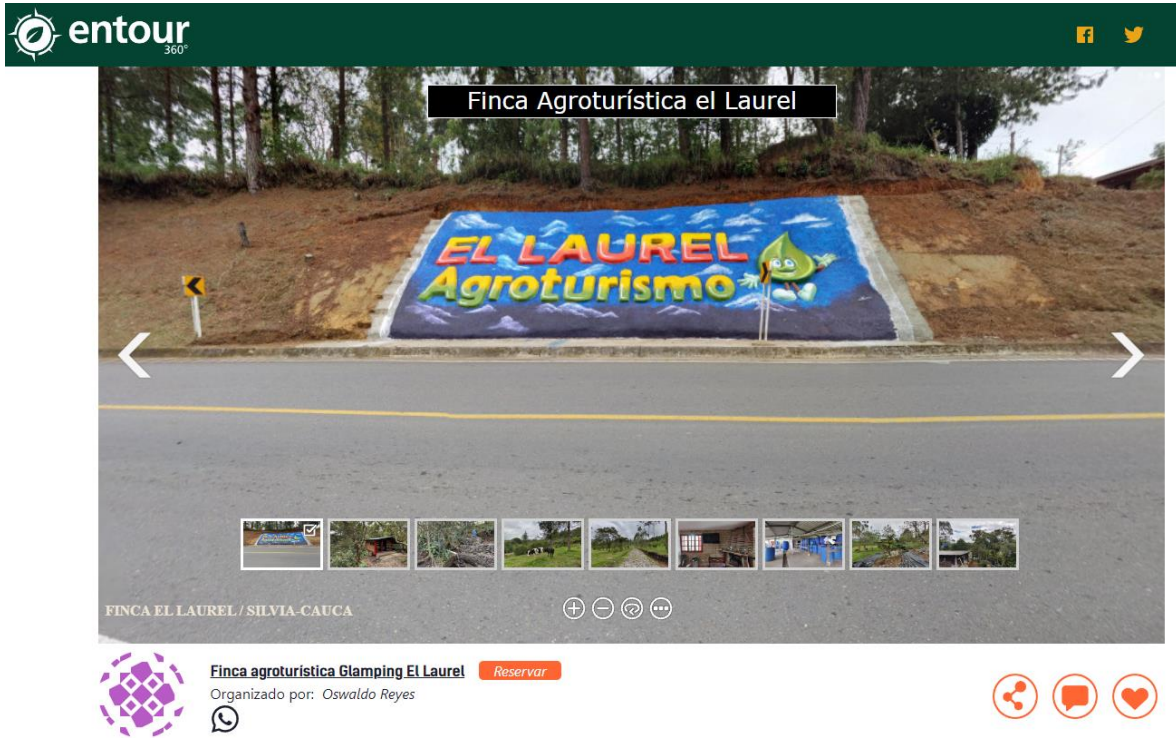 entour
360°
Finca Agroturística el Laurel
EL LAUREL
Agroturismo
FINCA EL LAUREL / SILVIA-CAUCA
Finca agroturística Glamping El Laurel
Reservar
Organizado por: Oswaldo Reyes